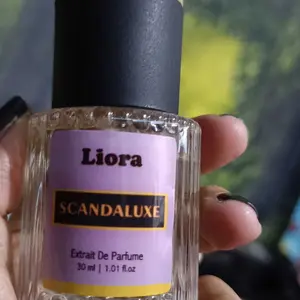 Liora
SCANDALUXE
Extrait De Parfume
30 ml | 1.01 fl.oz